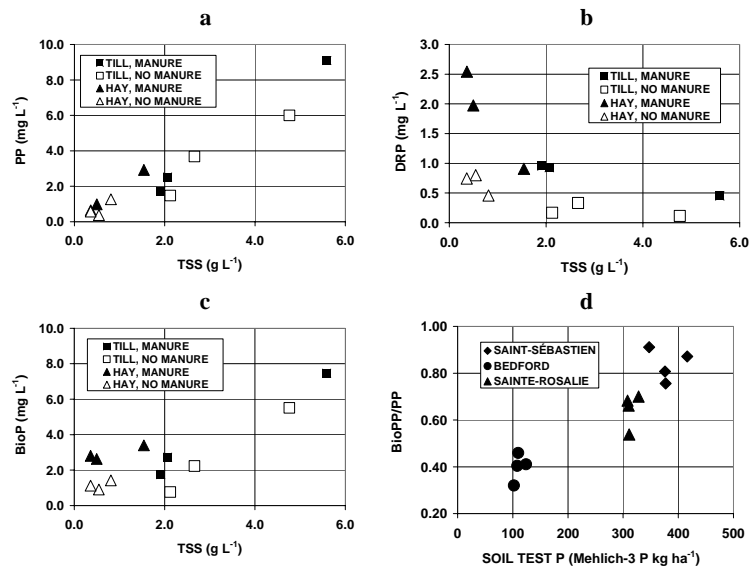 a
PP (mg L-1)
10.0
8.0
6.0
4.0
2.0
0.0
TILL, MANURE
TILL, NO MANURE
HAY, MANURE
HAY, NO MANURE
0.0 2.0 4.0 6.0
TSS (g L-1)
b
DRP (mg L-1)
3.0
2.5
2.0
1.5
1.0
0.5
0.0
TILL, MANURE
TILL, NO MANURE
HAY, MANURE
HAY, NO MANURE
0.0 2.0 4.0 6.0
TSS (g L-1)
c
BioP (mg L-1)
10.0
8.0
6.0
4.0
2.0
0.0
TILL, MANURE
TILL, NO MANURE
HAY, MANURE
HAY, NO MANURE
0.0 2.0 4.0 6.0
TSS (g L-1)
d
BioPP/PP
1.00
0.80
0.60
0.40
0.20
SAINT-SÉBASTIEN
BEDFORD
SAINTE-ROSALIE
0 100 200 300 400 500
SOIL TEST P (Mehlich-3 P kg ha-1)